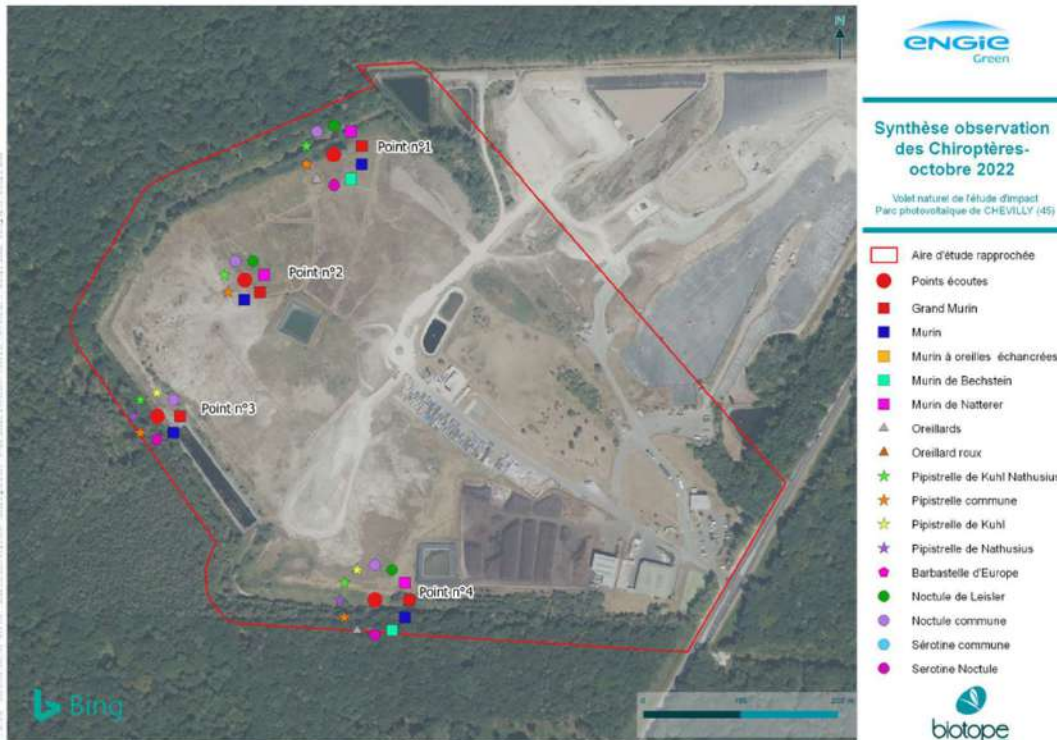 N
Point n°1
Point n°2
Point n°3
Point n°4
Bing
0
200 m
ENGIE
Green
Synthèse observation
des Chiroptères-
octobre 2022
Volet naturel de l'étude d'impact
Parc photovoltaïque de CHEVILLY (45)
Aire d'étude rapprochée
Points écoutes
Grand Murin
Murin
Murin à oreilles échancrées
Murin de Bechstein
Murin de Natterer
Oreillards
Oreillard roux
Pipistrelle de Kuhl Nathusius
Pipistrelle commune
Pipistrelle de Kuhl
Pipistrelle de Nathusius
Barbastelle d'Europe
Noctule de Leisler
Noctule commune
Sérotine commune
Serotine Noctule
biotope